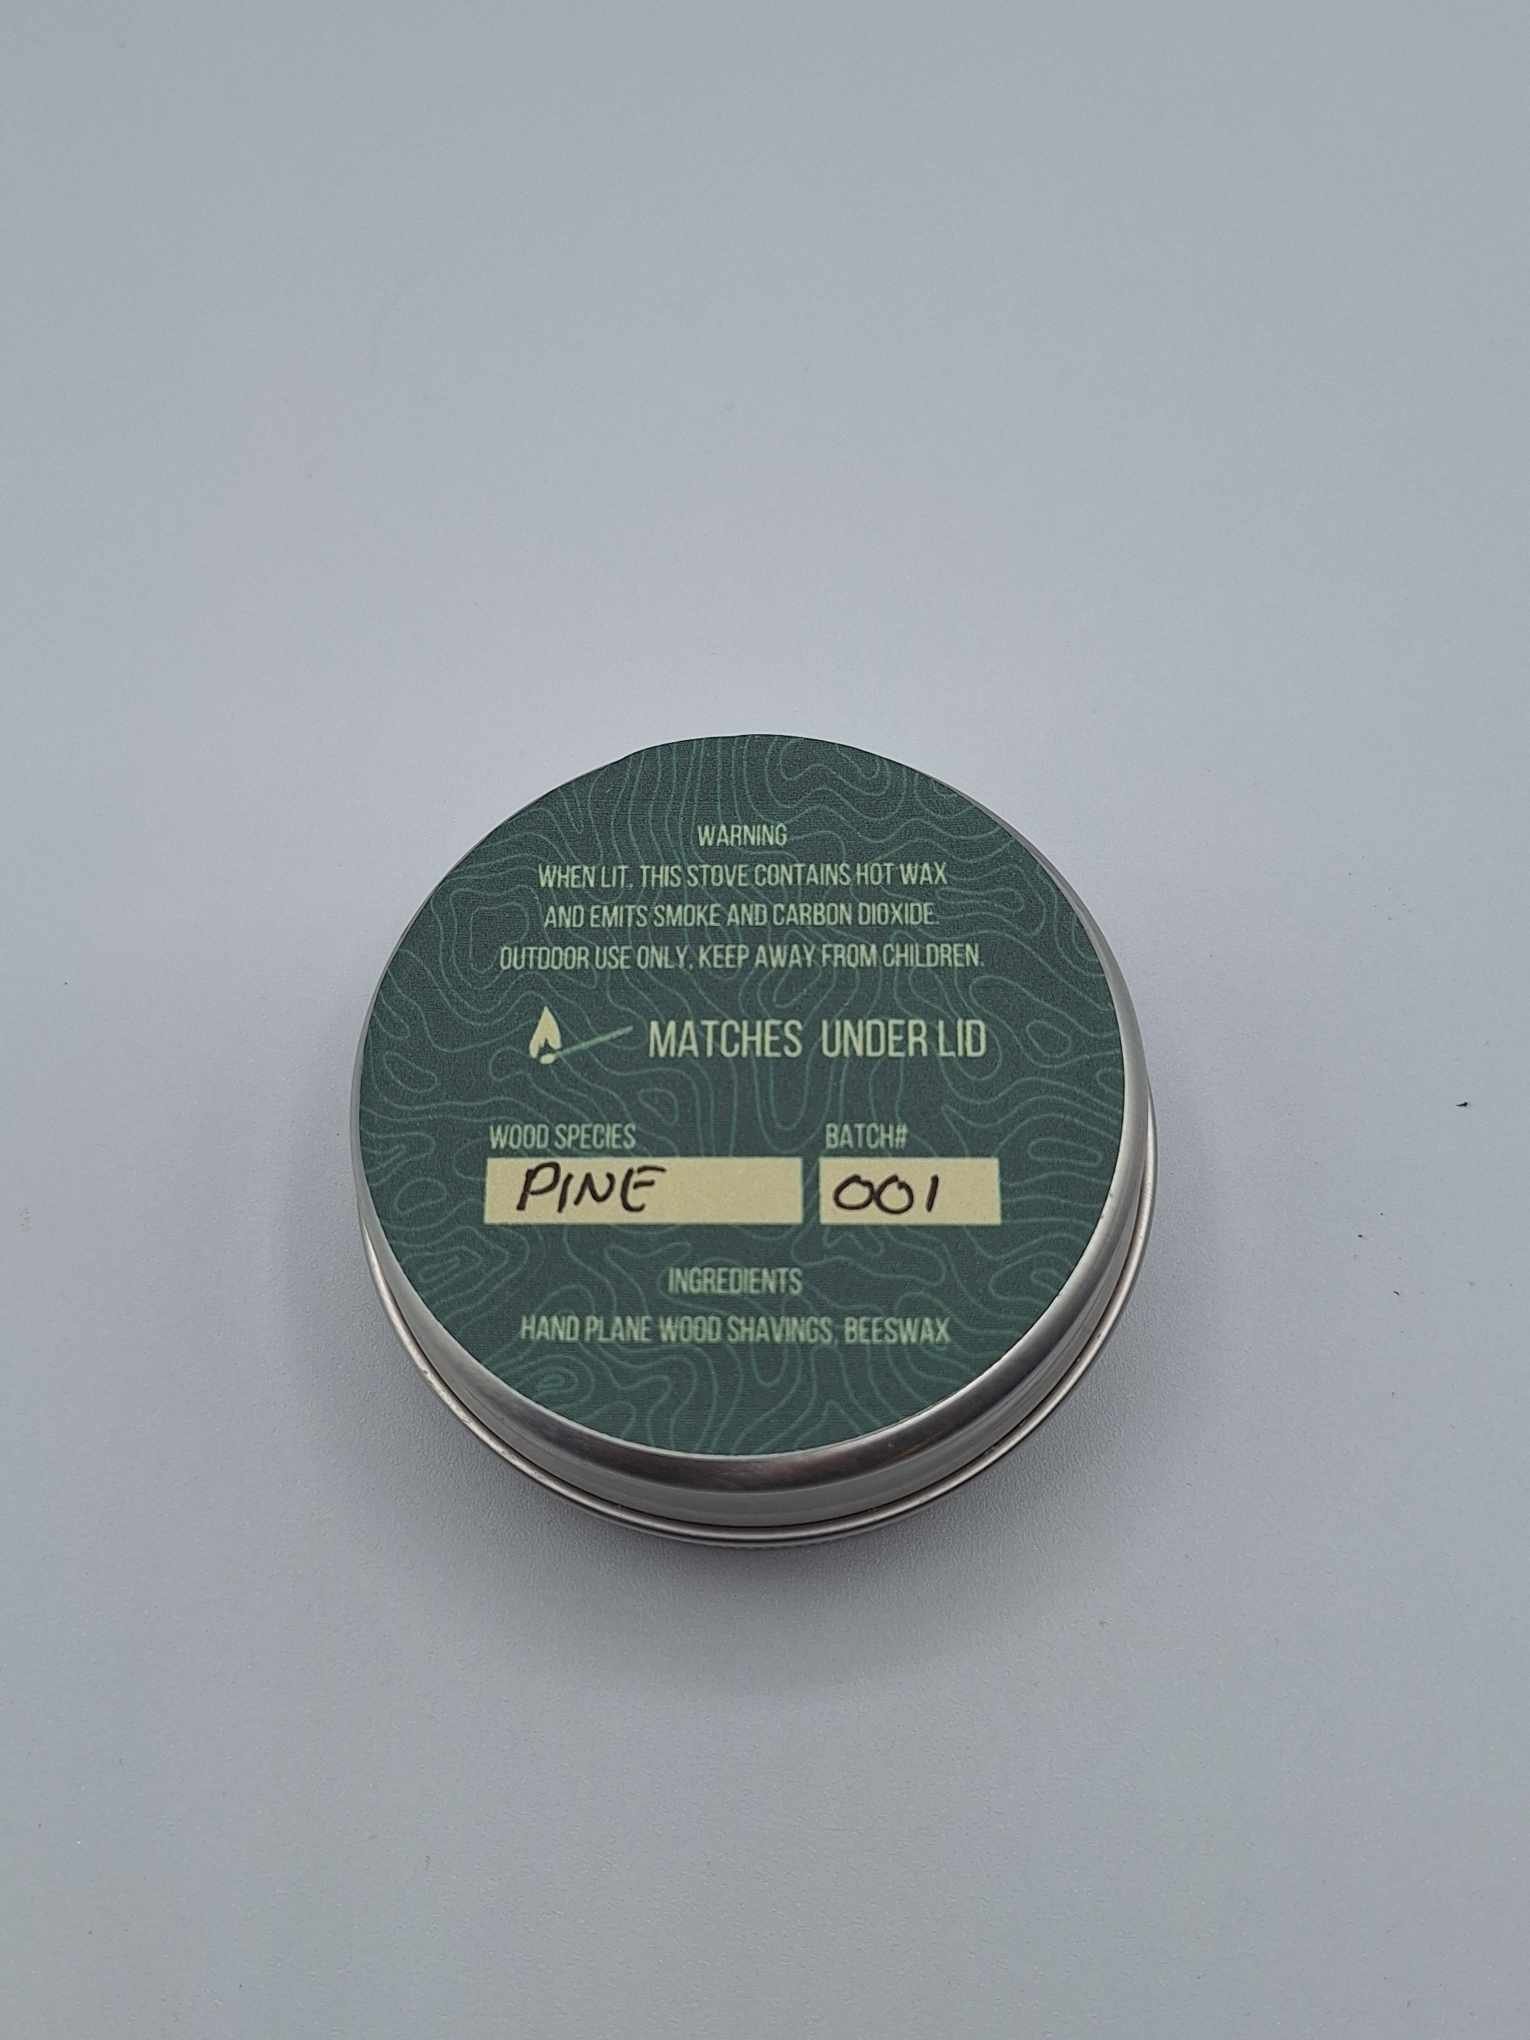 WARNING
WHEN LIT, THIS STOVE CONTAINS HOT WAX
AND EMITS SMOKE AND CARBON DIOXIDE.
OUTDOOR USE ONLY, KEEP AWAY FROM CHILDREN.
MATCHES UNDER LID
WOOD SPECIES BATCH#
PINE 001
INGREDIENTS
HAND PLANE WOOD SHAVINGS, BEESWAX